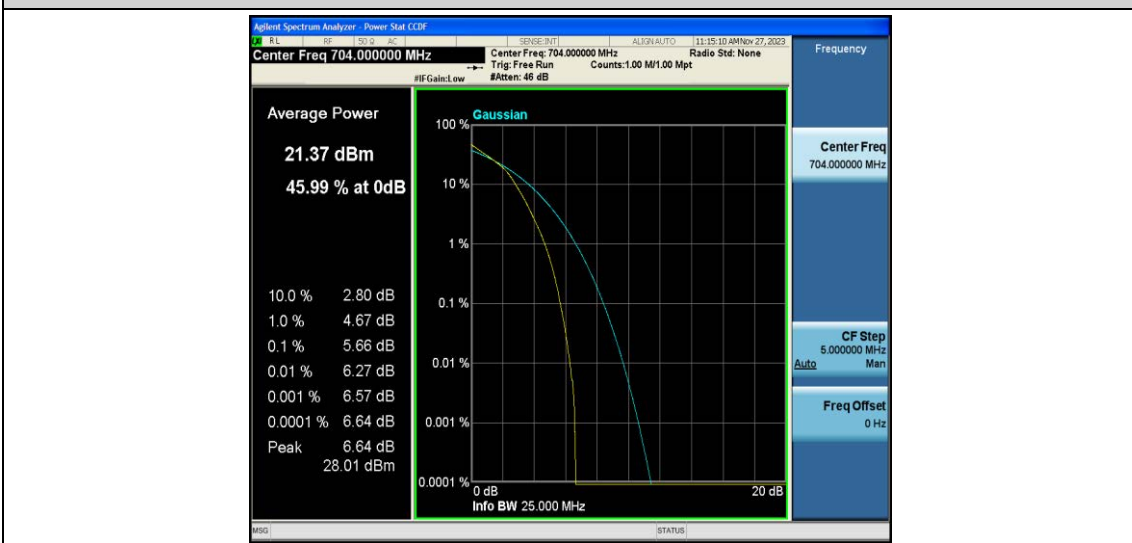 Agilent Spectrum Analyzer - Power Stat CCDF
RL RF 50 Ω AC SENSE:INT ALIGN AUTO 11:15:10 AM Nov 27, 2023
Center Freq 704.000000 MHz
Center Freq: 704.000000 MHz Radio Std: None
Trig: Free Run Counts:1.00 M/1.00 Mpt
#IFGain:Low #Atten: 46 dB
Frequency
Average Power
21.37 dBm
45.99 % at 0dB
10.0 % 2.80 dB
1.0 % 4.67 dB
0.1 % 5.66 dB
0.01 % 6.27 dB
0.001 % 6.57 dB
0.0001 % 6.64 dB
Peak 6.64 dB
28.01 dBm
Gaussian
100 %
10 %
1 %
0.1 %
0.01 %
0.001 %
0.0001 %
0 dB 20 dB
Info BW 25.000 MHz
Center Freq
704.000000 MHz
CF Step
5.000000 MHz
Auto Man
Freq Offset
0 Hz
MSG STATUS